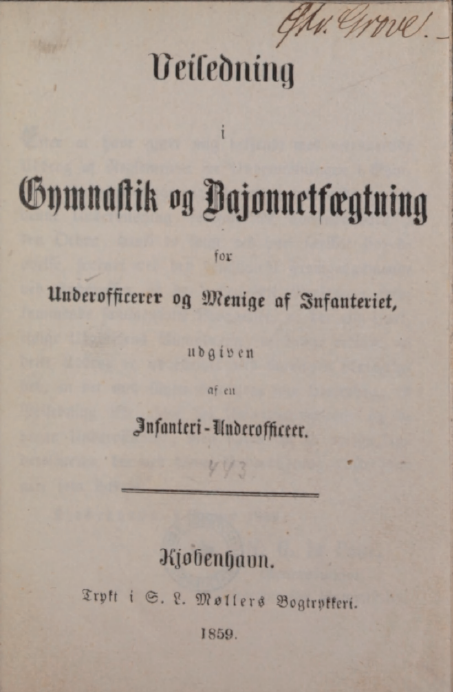 Grove.
Veiledning
i
Gymnastik og Bajonnetfægtning
for
Underofficerer og Menige af Infanteriet,
udgiven
af en
Infanteri-Underofficeer.
443
Kjøbenhavn.
Trykt i S. L. Møllers Bogtrykkeri.
1859.